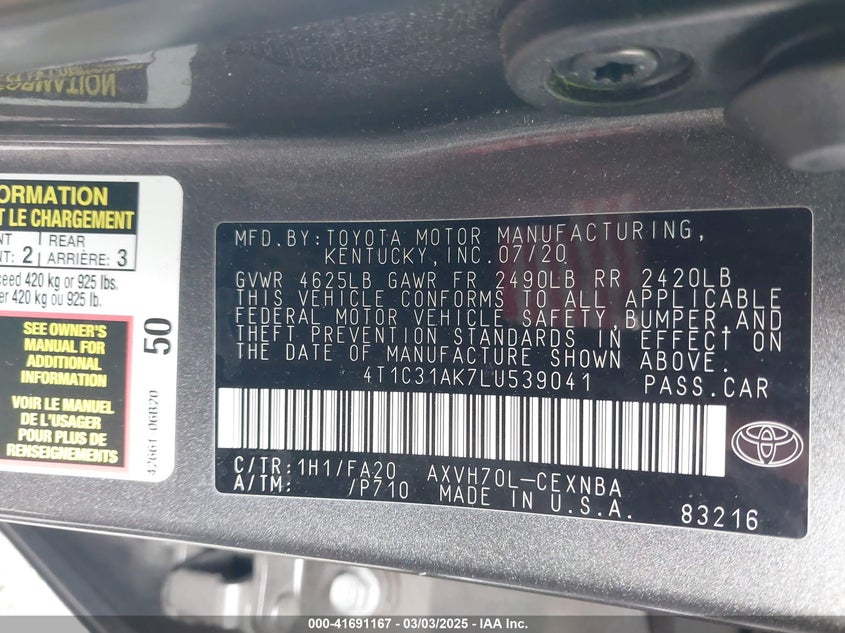 ORMATION
T LE CHARGEMENT
NT REAR
NT: 2 ARRIÈRE: 3
ceed 420 kg or 925 lbs.
er 420 kg ou 925 lb.
SEE OWNER'S
MANUAL FOR
ADDITIONAL
INFORMATION
VOIR LE MANUEL
DE L'USAGER
POUR PLUS DE
RENSEIGNEMENTS
50
42661 06B20
MFD.BY:TOYOTA MOTOR MANUFACTURING,
KENTUCKY, INC.07/20
GVWR 4625LB GAWR FR 2490LB RR 2420LB
THIS VEHICLE CONFORMS TO ALL APPLICABLE
FEDERAL MOTOR VEHICLE SAFETY,BUMPER,AND
THEFT PREVENTION STANDARDS IN EFFECT ON
THE DATE OF MANUFACTURE SHOWN ABOVE.
4T1C31AK7LU539041 PASS.CAR
C/TR:1H1/FA20 AXVH70L-CEXNBA
A/TM: /P710 MADE IN U.S.A.
83216
000-41691167 - 03/03/2025 - IAA Inc.